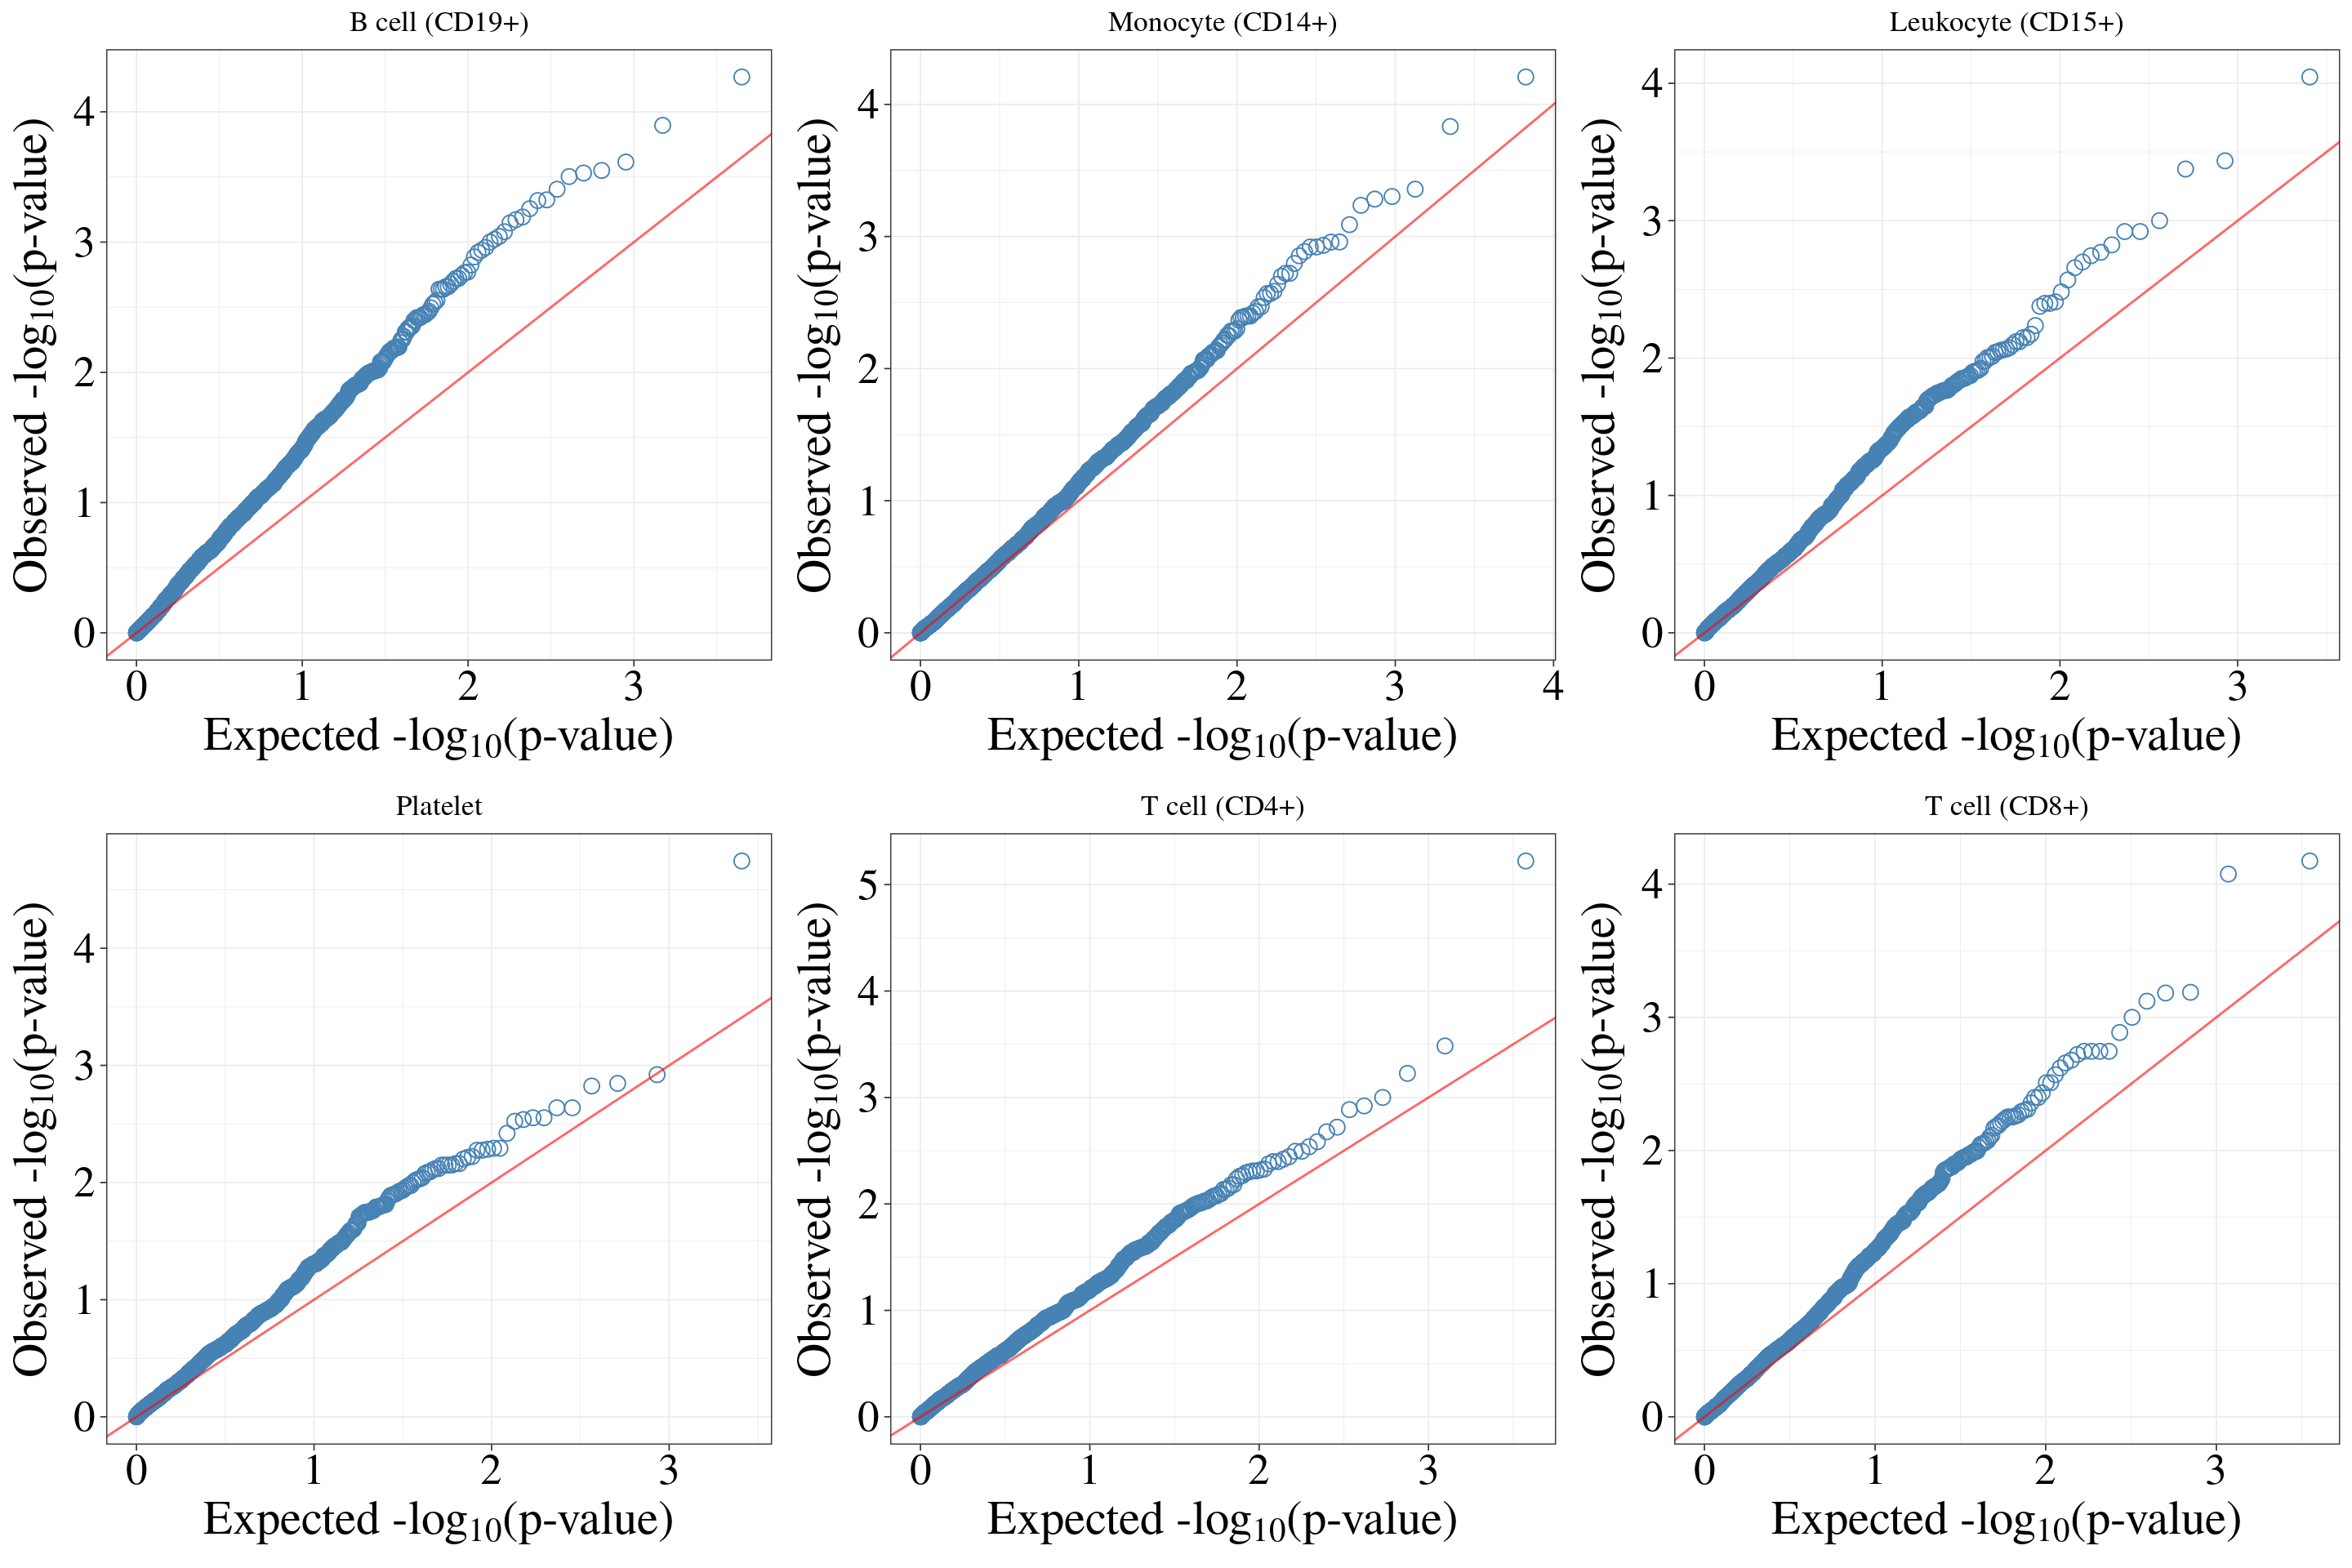 B cell (CD19+)
Observed -log10(p-value)
4
3
2
1
0
0 1 2 3
Expected -log10(p-value)
Monocyte (CD14+)
Observed -log10(p-value)
4
3
2
1
0
0 1 2 3 4
Expected -log10(p-value)
Leukocyte (CD15+)
Observed -log10(p-value)
4
3
2
1
0
0 1 2 3
Expected -log10(p-value)
Platelet
Observed -log10(p-value)
4
3
2
1
0
0 1 2 3
Expected -log10(p-value)
T cell (CD4+)
Observed -log10(p-value)
5
4
3
2
1
0
0 1 2 3
Expected -log10(p-value)
T cell (CD8+)
Observed -log10(p-value)
4
3
2
1
0
0 1 2 3
Expected -log10(p-value)